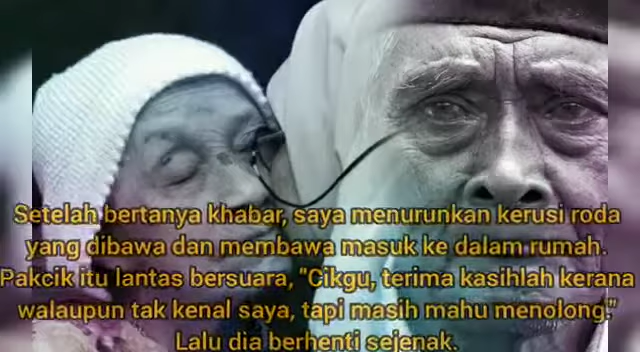 Setelah bertanya khabar, saya menurunkan kerusi roda
yang dibawa dan membawa masuk ke dalam rumah.
Pakcik itu lantas bersuara, "Cikgu, terima kasihlah kerana
walaupun tak kenal saya, tapi masih mahu menolong."
Lalu dia berhenti sejenak.